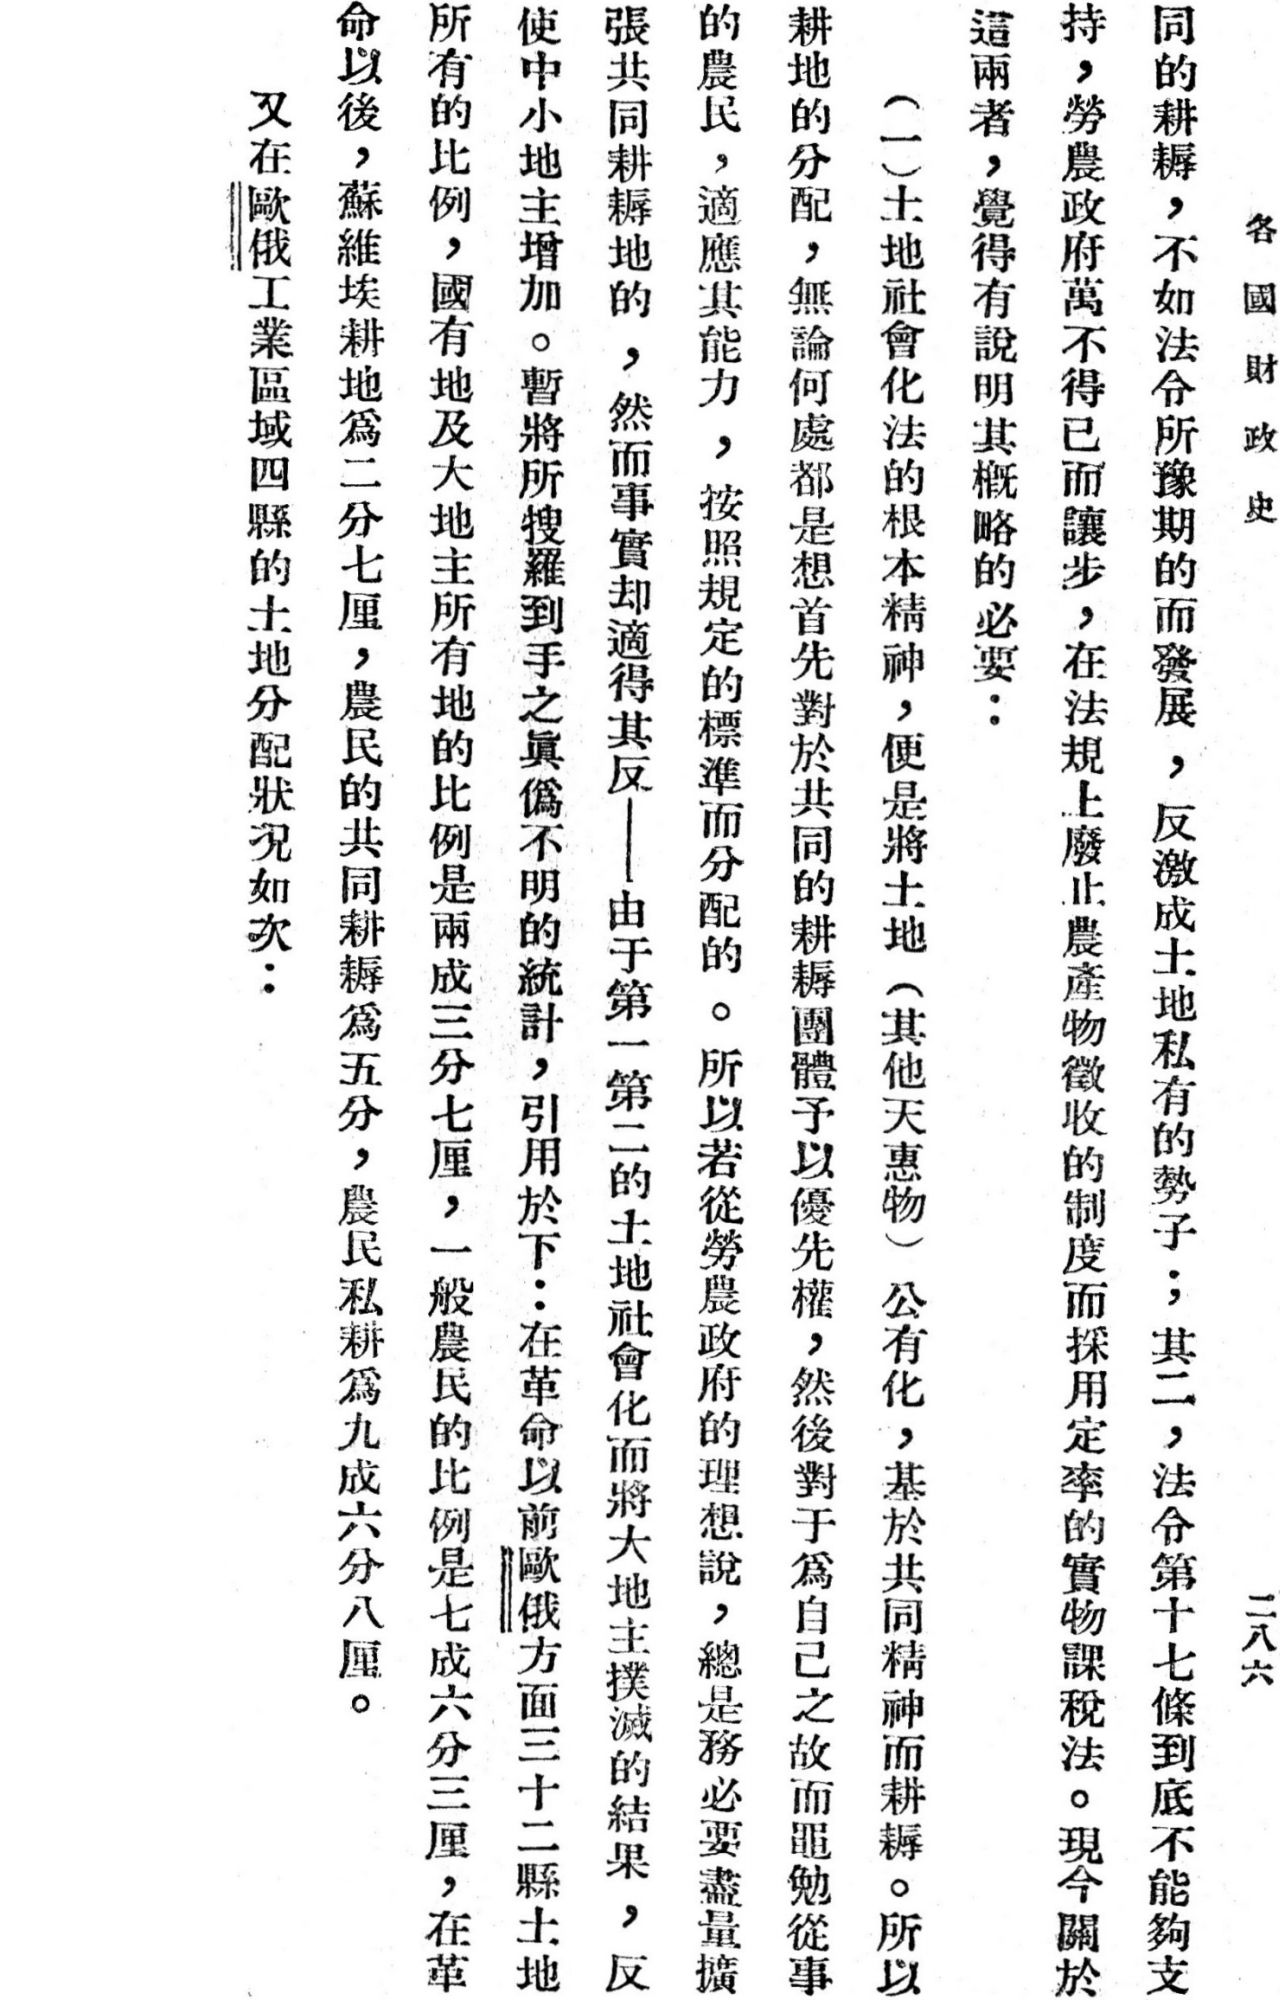 各國財政史
二八六
同的耕耨，不如法令所豫期的而發展，反激成土地私有的勢子；其二，法令第十七條到底不能夠支
持，勞農政府萬不得已而讓步，在法規上廢止農產物徵收的制度而採用定率的實物課稅法。現今關於
這兩者，覺得有說明其概略的必要：
（一）土地社會化法的根本精神，便是將土地（其他天惠物）公有化，基於共同精神而耕耨。所以
耕地的分配，無論何處都是想首先對於共同的耕耨團體予以優先權，然後對于爲自己之故而黽勉從事
的農民，適應其能力，按照規定的標準而分配的。所以若從勞農政府的理想說，總是務必要盡量擴
張共同耕耨地的，然而事實却適得其反——由于第一第二的土地社會化而將大地主撲滅的結果，反
使中小地主增加。暫將所搜羅到手之眞僞不明的統計，引用於下：在革命以前歐俄方面三十二縣土地
所有的比例，國有地及大地主所有地的比例是兩成三分七厘，一般農民的比例是七成六分三厘，在革
命以後，蘇維埃耕地爲二分七厘，農民的共同耕耨爲五分，農民私耕爲九成六分八厘。
又在歐俄工業區域四縣的土地分配狀況如次：